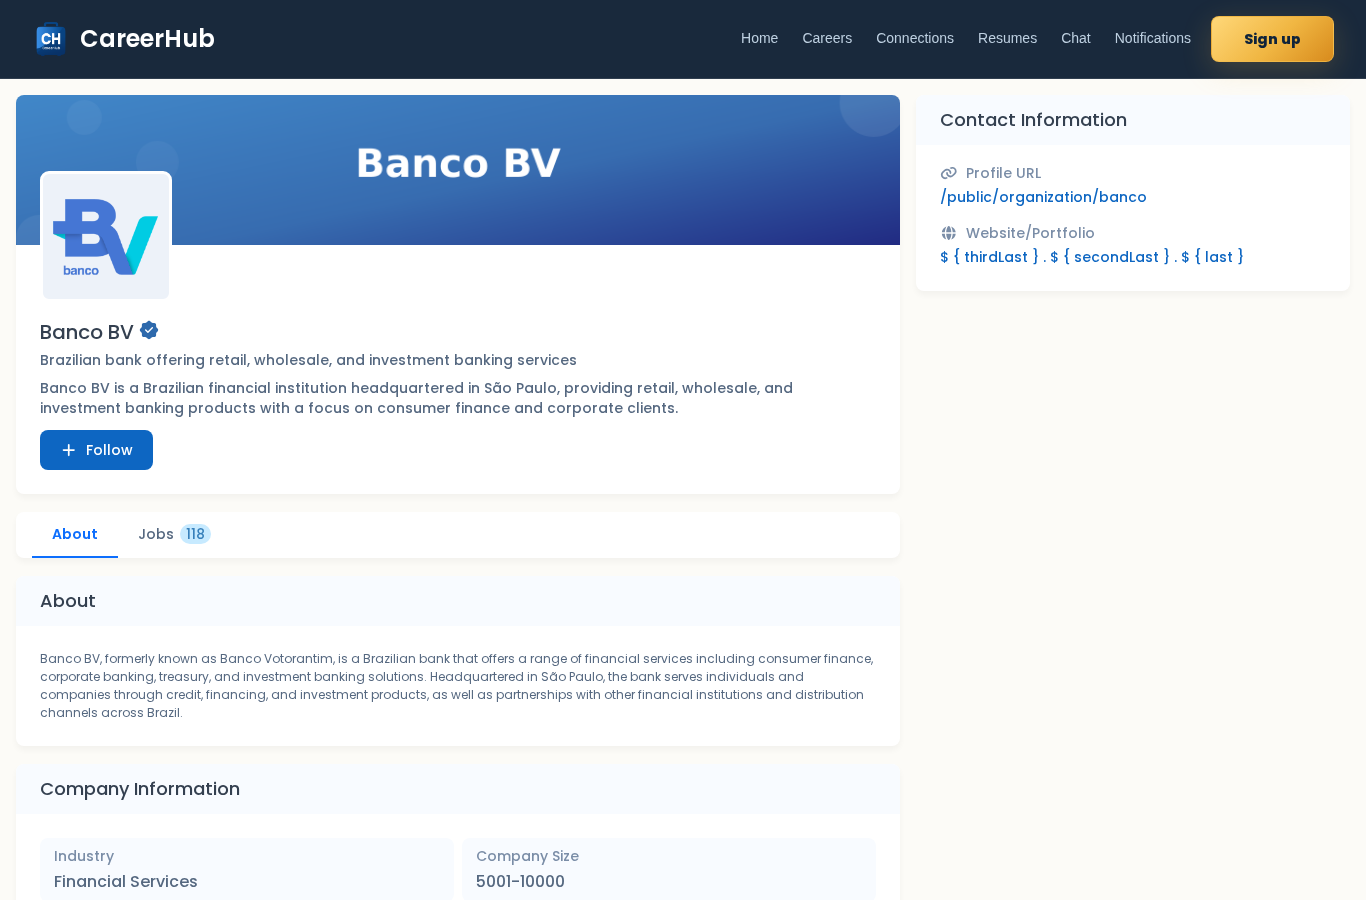 CH
CareerHub
Home
Careers
Connections
Resumes
Chat
Notifications
Sign up
Banco BV
BV
banco
Banco BV
Brazilian bank offering retail, wholesale, and investment banking services
Banco BV is a Brazilian financial institution headquartered in São Paulo, providing retail, wholesale, and
investment banking products with a focus on consumer finance and corporate clients.
Follow
About
Jobs 118
About
Banco BV, formerly known as Banco Votorantim, is a Brazilian bank that offers a range of financial services including consumer finance,
corporate banking, treasury, and investment banking solutions. Headquartered in São Paulo, the bank serves individuals and
companies through credit, financing, and investment products, as well as partnerships with other financial institutions and distribution
channels across Brazil.
Company Information
Industry
Financial Services
Company Size
5001-10000
Contact Information
Profile URL
/public/organization/banco
Website/Portfolio
$ { thirdLast } . $ { secondLast } . $ { last }